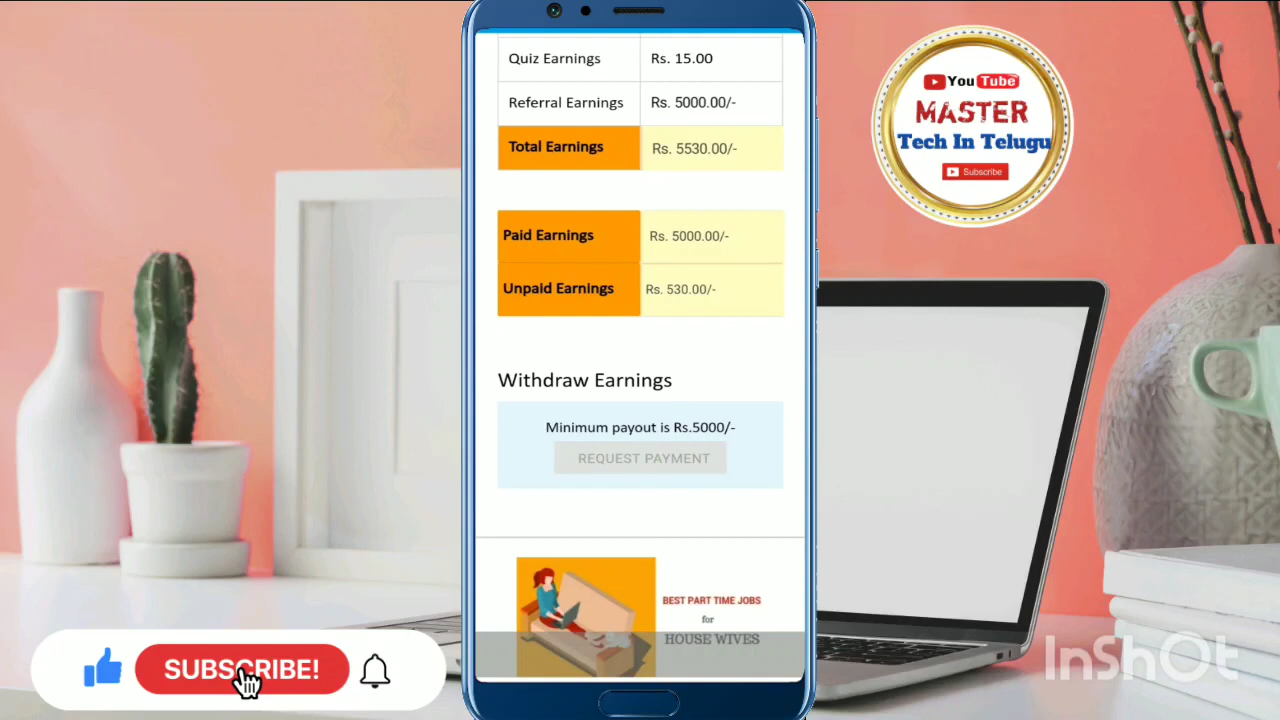 Quiz Earnings Rs. 15.00
Referral Earnings Rs. 5000.00/-
Total Earnings Rs. 5530.00/-
Paid Earnings Rs. 5000.00/-
Unpaid Earnings Rs. 530.00/-
Withdraw Earnings
Minimum payout is Rs.5000/-
REQUEST PAYMENT
BEST PART TIME JOBS
for
HOUSE WIVES
YouTube
MASTER
Tech In Telugu
Subscribe
SUBSCRIBE!
InShOt